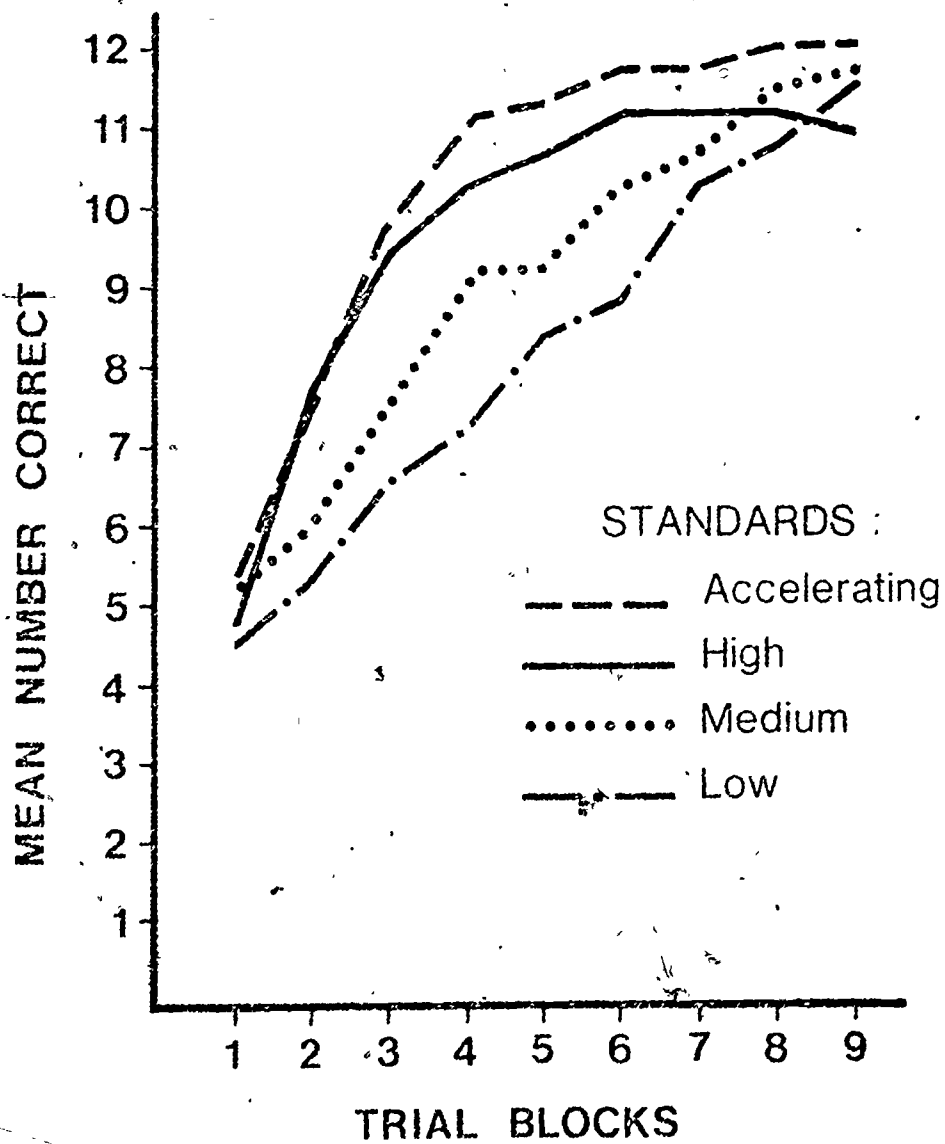 12
11
10
9
8
7
6
5
4
3
2
1
MEAN NUMBER CORRECT
STANDARDS :
Accelerating
High
Medium
Low
1 2 3 4 5 6 7 8 9
TRIAL BLOCKS